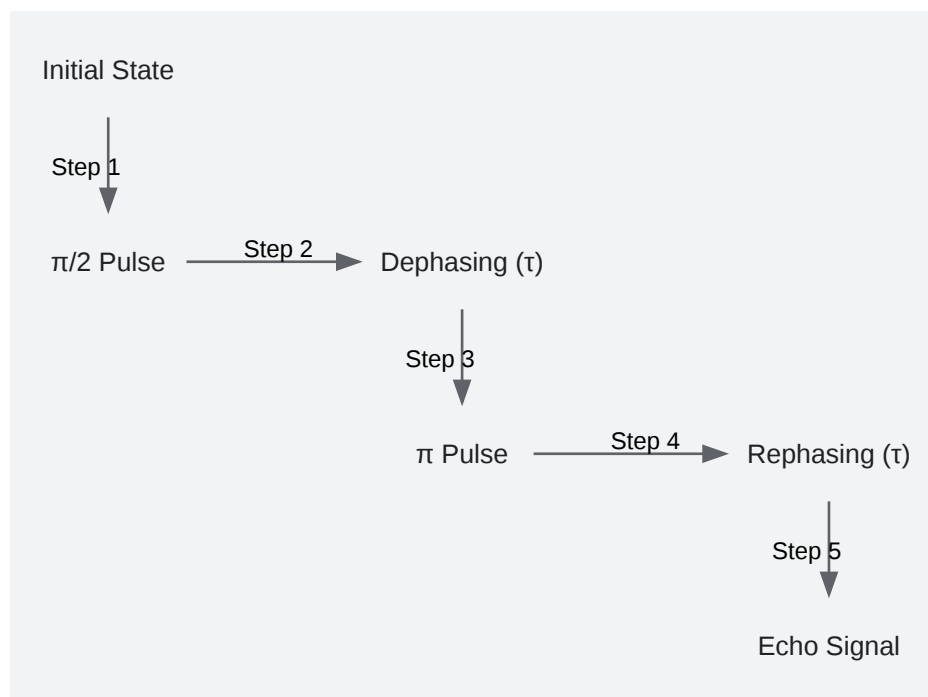 Initial State
Step 1
π/2 Pulse
Step 2
Dephasing (τ)
Step 3
π Pulse
Step 4
Rephasing (τ)
Step 5
Echo Signal